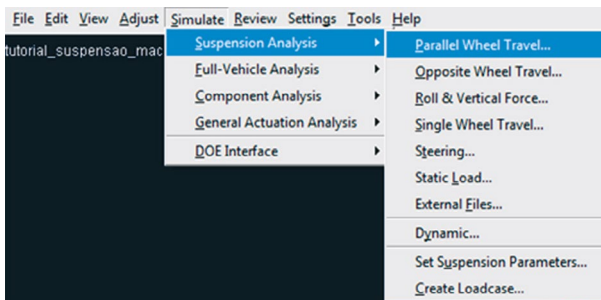 File Edit View Adjust Simulate Review Settings Tools Help
tutorial_suspensao_mac
Suspension Analysis
Full-Vehicle Analysis
Component Analysis
General Actuation Analysis
DOE Interface
Parallel Wheel Travel...
Opposite Wheel Travel...
Roll & Vertical Force...
Single Wheel Travel...
Steering...
Static Load...
External Files...
Dynamic...
Set Suspension Parameters...
Create Loadcase...